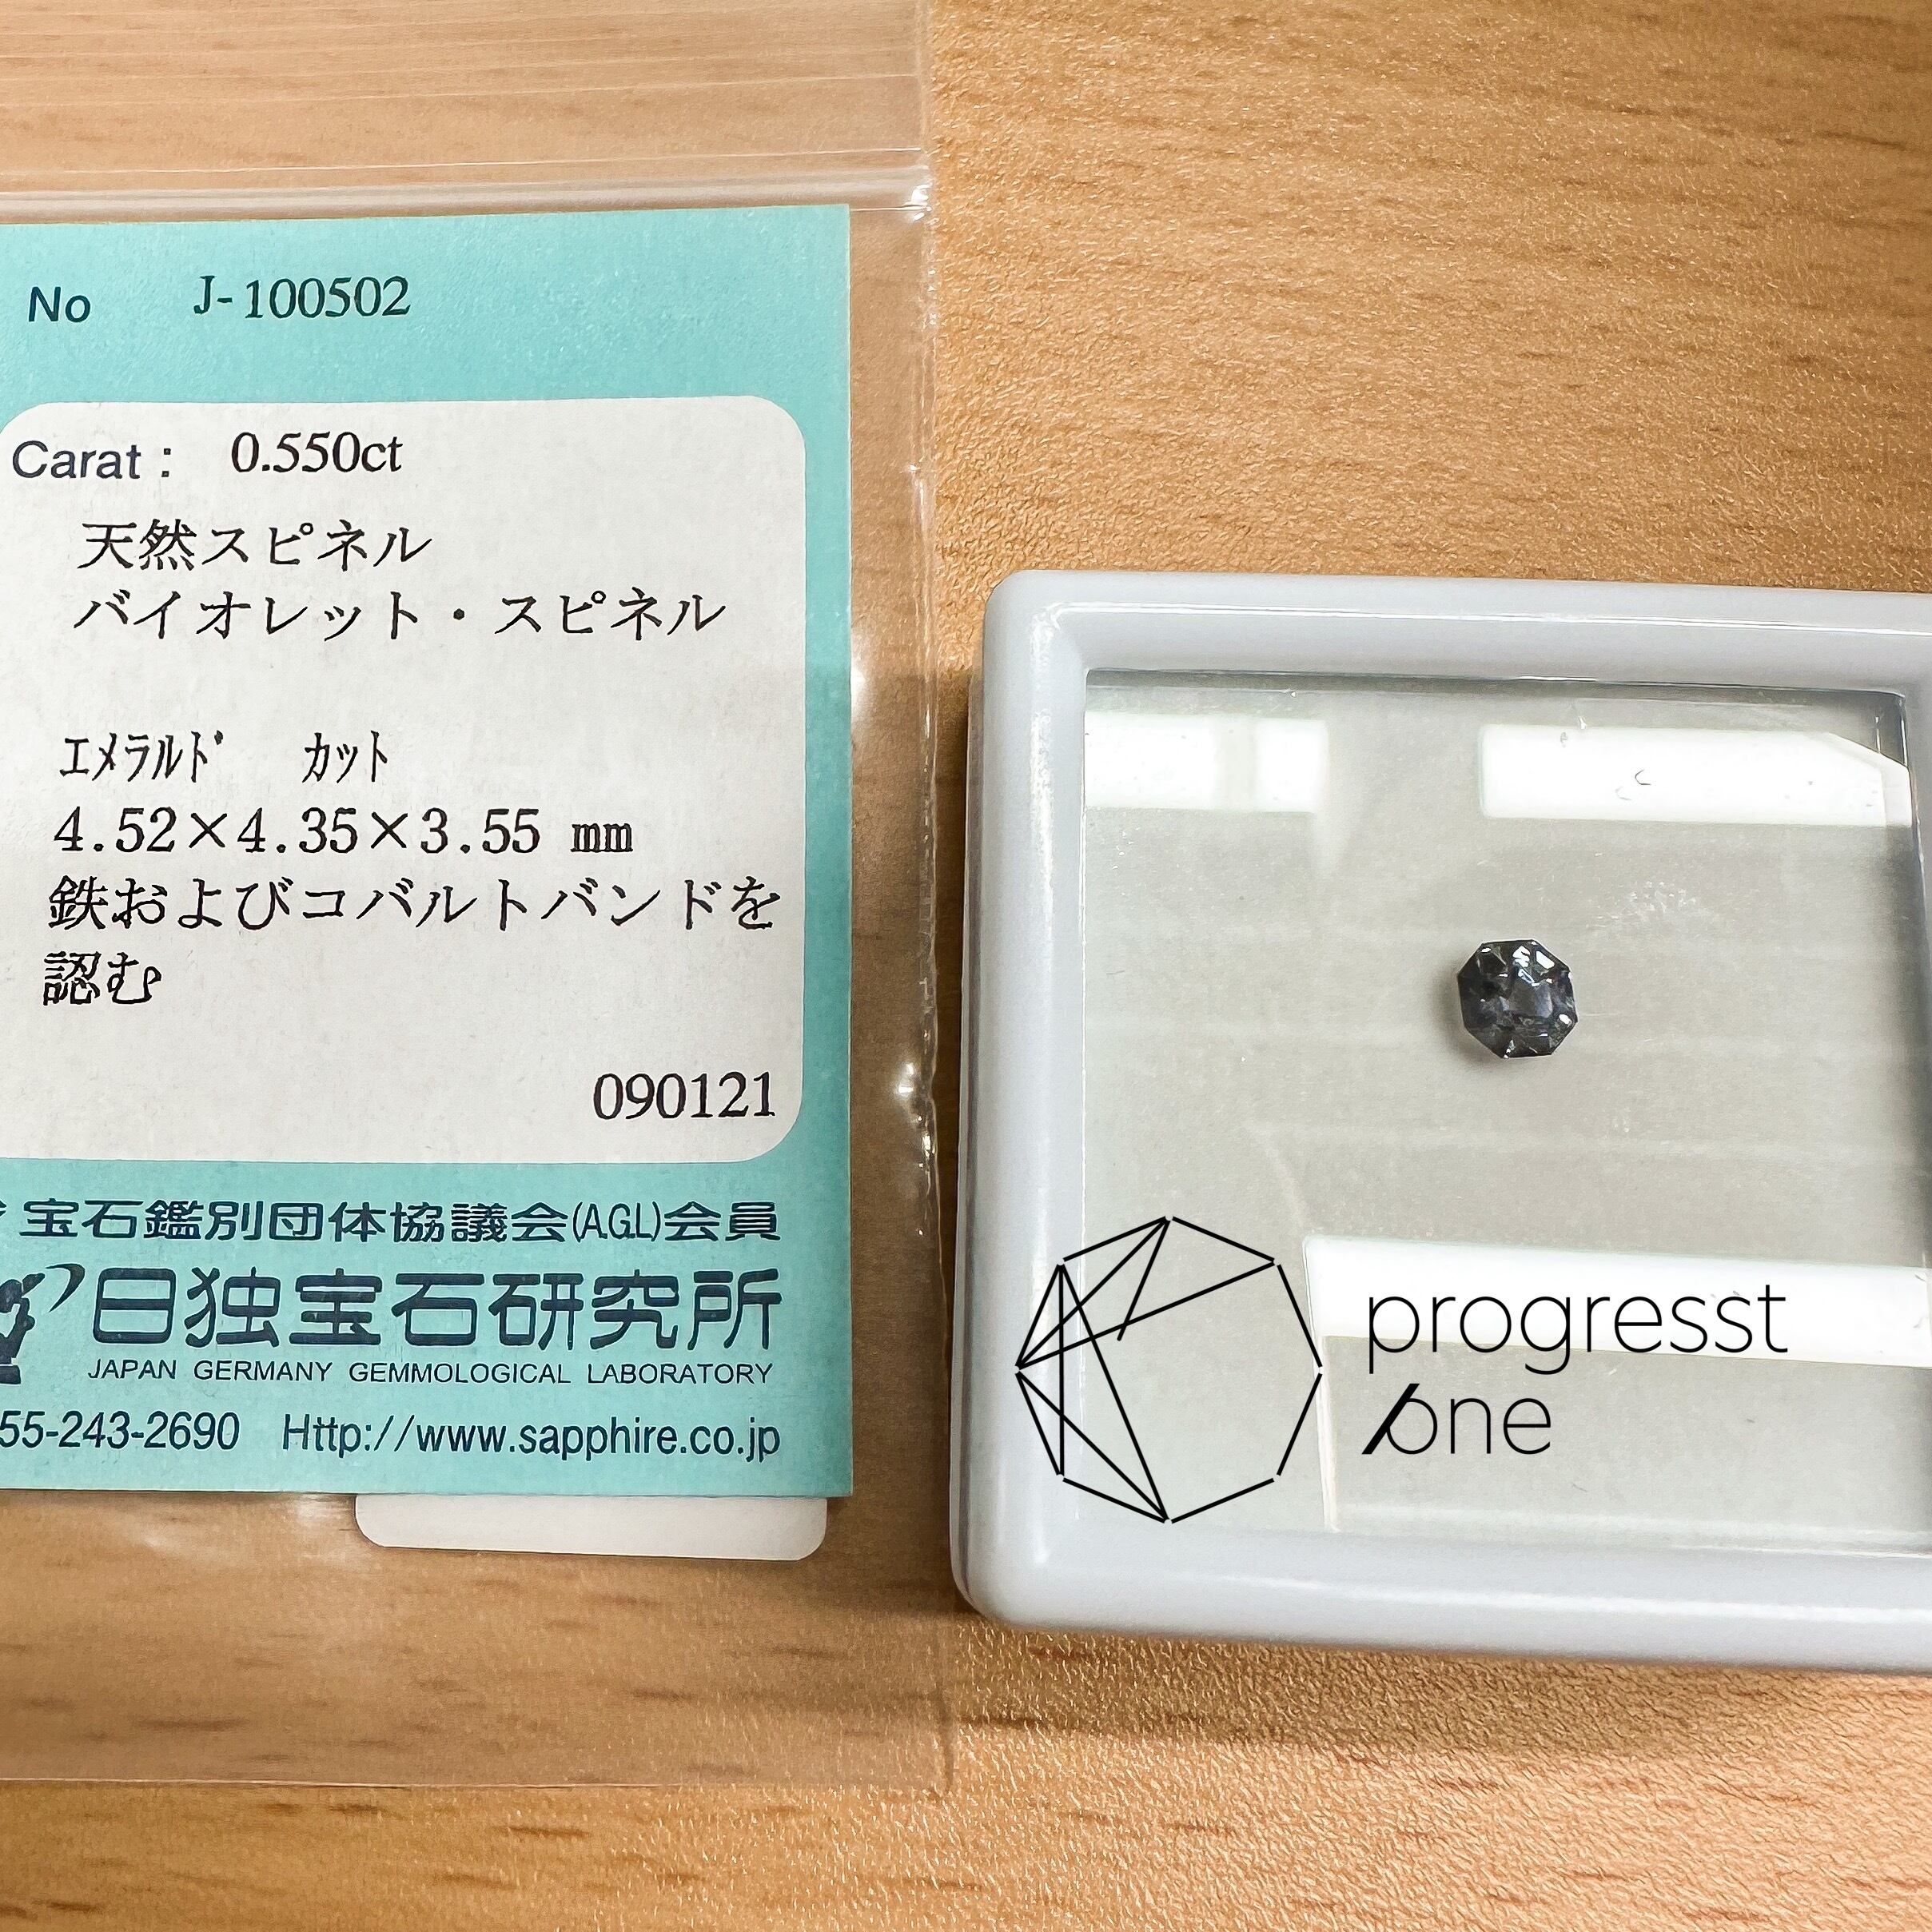 No J-100502
Carat : 0.550ct
天然スピネル
バイオレット・スピネル
ｴﾒﾗﾙﾄﾞ ｶｯﾄ
4.52×4.35×3.55 mm
鉄およびコバルトバンドを
認む
090121
宝石鑑別団体協議会(A.G.L)会員
日独宝石研究所
JAPAN GERMANY GEMMOLOGICAL LABORATORY
55-243-2690 Http://www.sapphire.co.jp
progresst
one